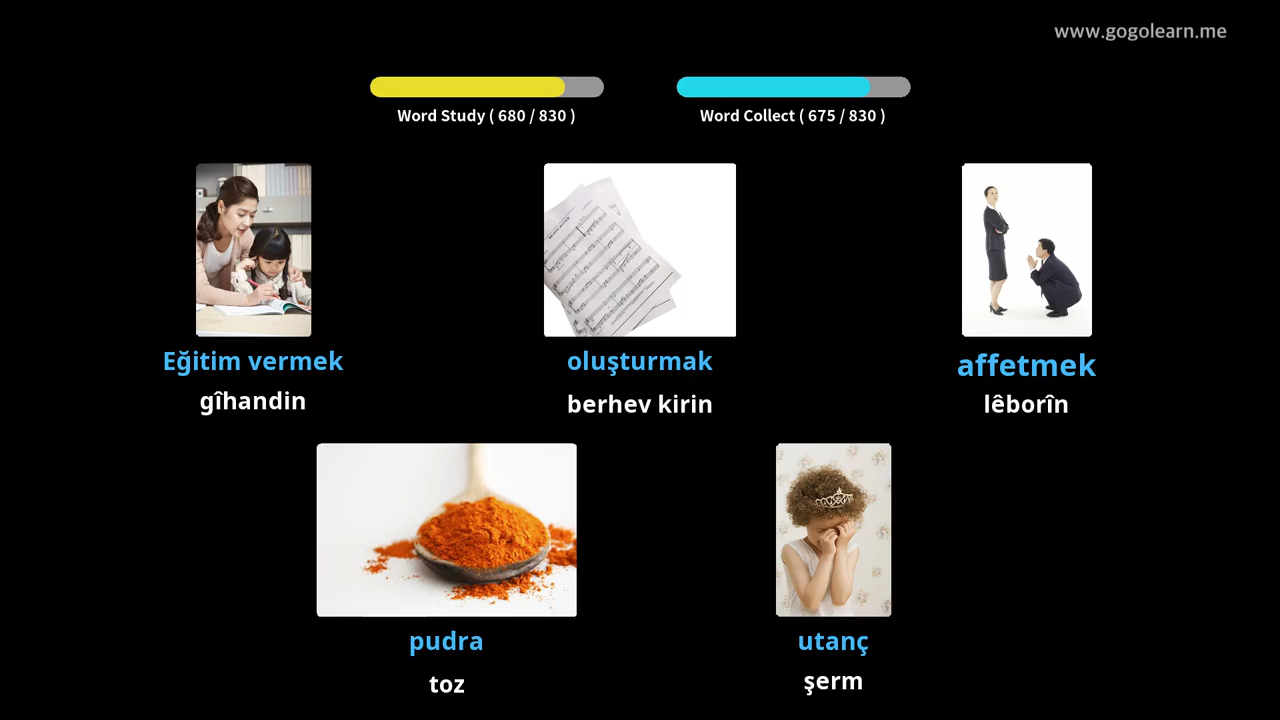 www.gogolearn.me
Word Study ( 680 / 830 )
Word Collect ( 675 / 830 )
Eğitim vermek
gîhandin
oluşturmak
berhev kirin
affetmek
lêborîn
pudra
toz
utanç
şerm